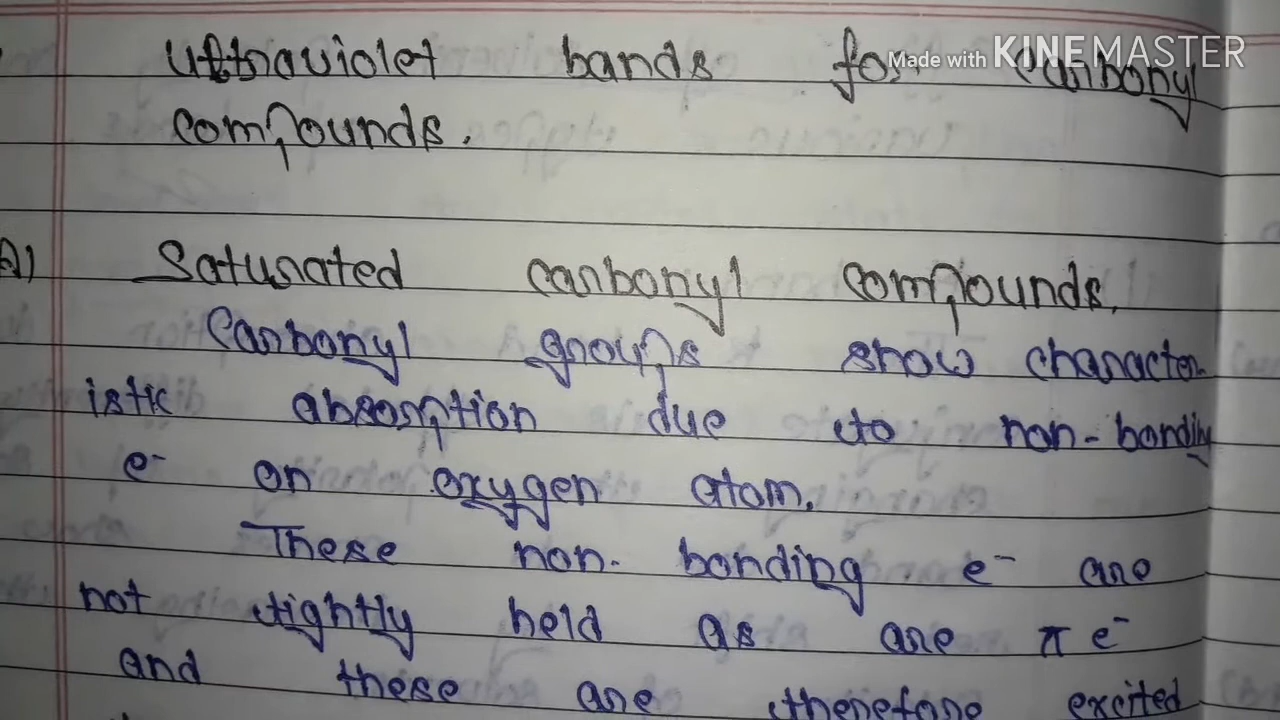 Ultraviolet bands for carbonyl
Made with KINEMASTER
compounds.
A) Saturated carbonyl compounds.
Carbonyl groups show character-
istic absorption due to non-bonding
e⁻ on oxygen atom.
These non-bonding e⁻ are
not tightly held as are π e⁻
and these are therefore excited